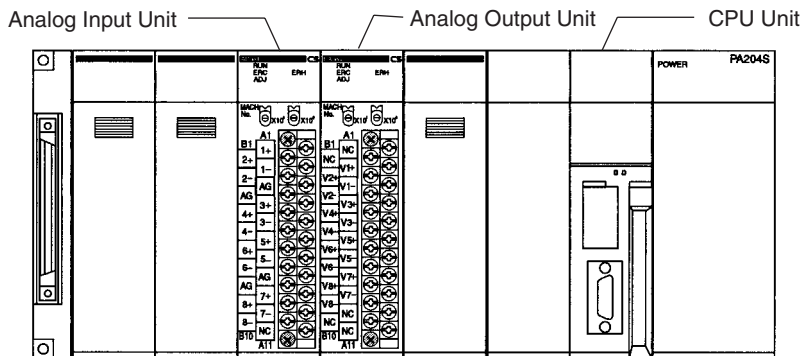 Analog Input Unit
Analog Output Unit
CPU Unit
CS
RUN
ERC
ADJ
ERH
MACH
No.
X10¹
X10⁰
A1
B1
1+
2+
1–
2–
AG
AG
3+
4+
3–
4–
5+
6+
5–
6–
AG
AG
7+
8+
7–
8–
NC
B10
A11
CS
RUN
ERC
ADJ
ERH
MACH
No.
X10¹
X10⁰
A1
B1
NC
NC
V1+
V2+
V1–
V2–
V3+
V4+
V3–
V4–
V5+
V6+
V5–
V6–
V7+
V8+
V7–
V8–
NC
NC
NC
B10
A11
POWER
PA204S